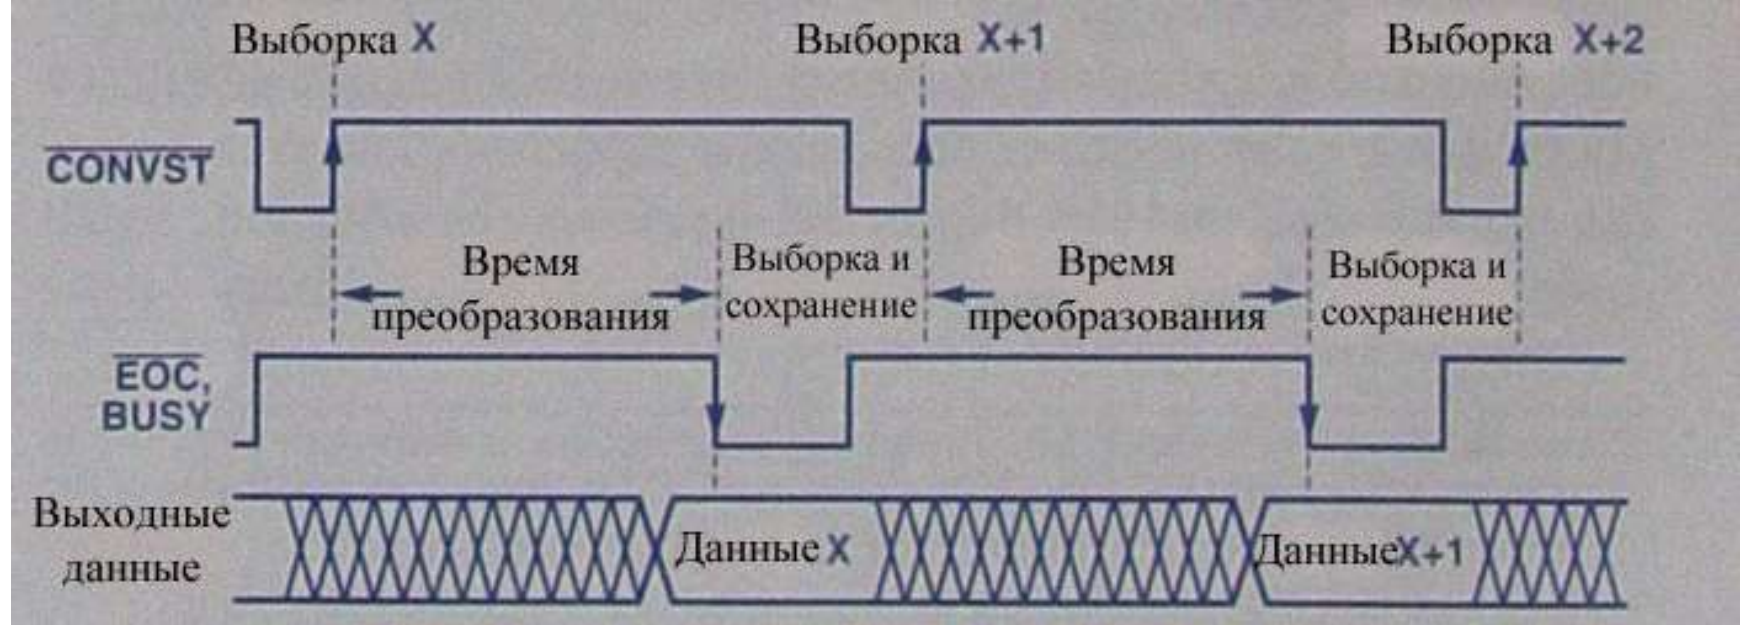 Выборка X
Выборка X+1
Выборка X+2
CONVST
Время
преобразования
Выборка и
сохранение
Время
преобразования
Выборка и
сохранение
EOC,
BUSY
Выходные
данные
Данные X
Данные X+1